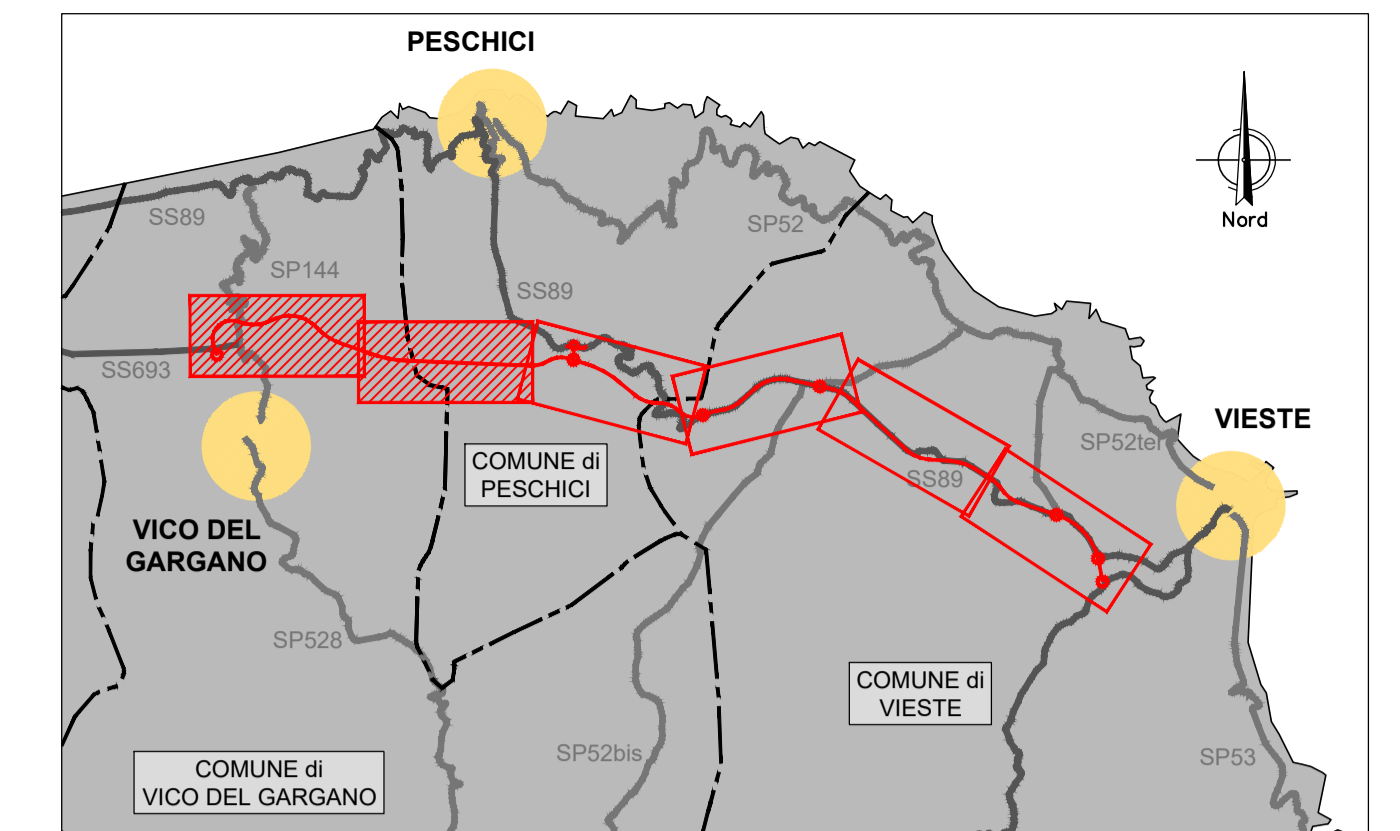 PESCHICI
Nord
SS89
SP52
SP144
SS89
SS693
VIESTE
SP52ter
COMUNE di
PESCHICI
SS89
VICO DEL
GARGANO
SP528
COMUNE di
VIESTE
SP52bis
SP53
COMUNE di
VICO DEL GARGANO